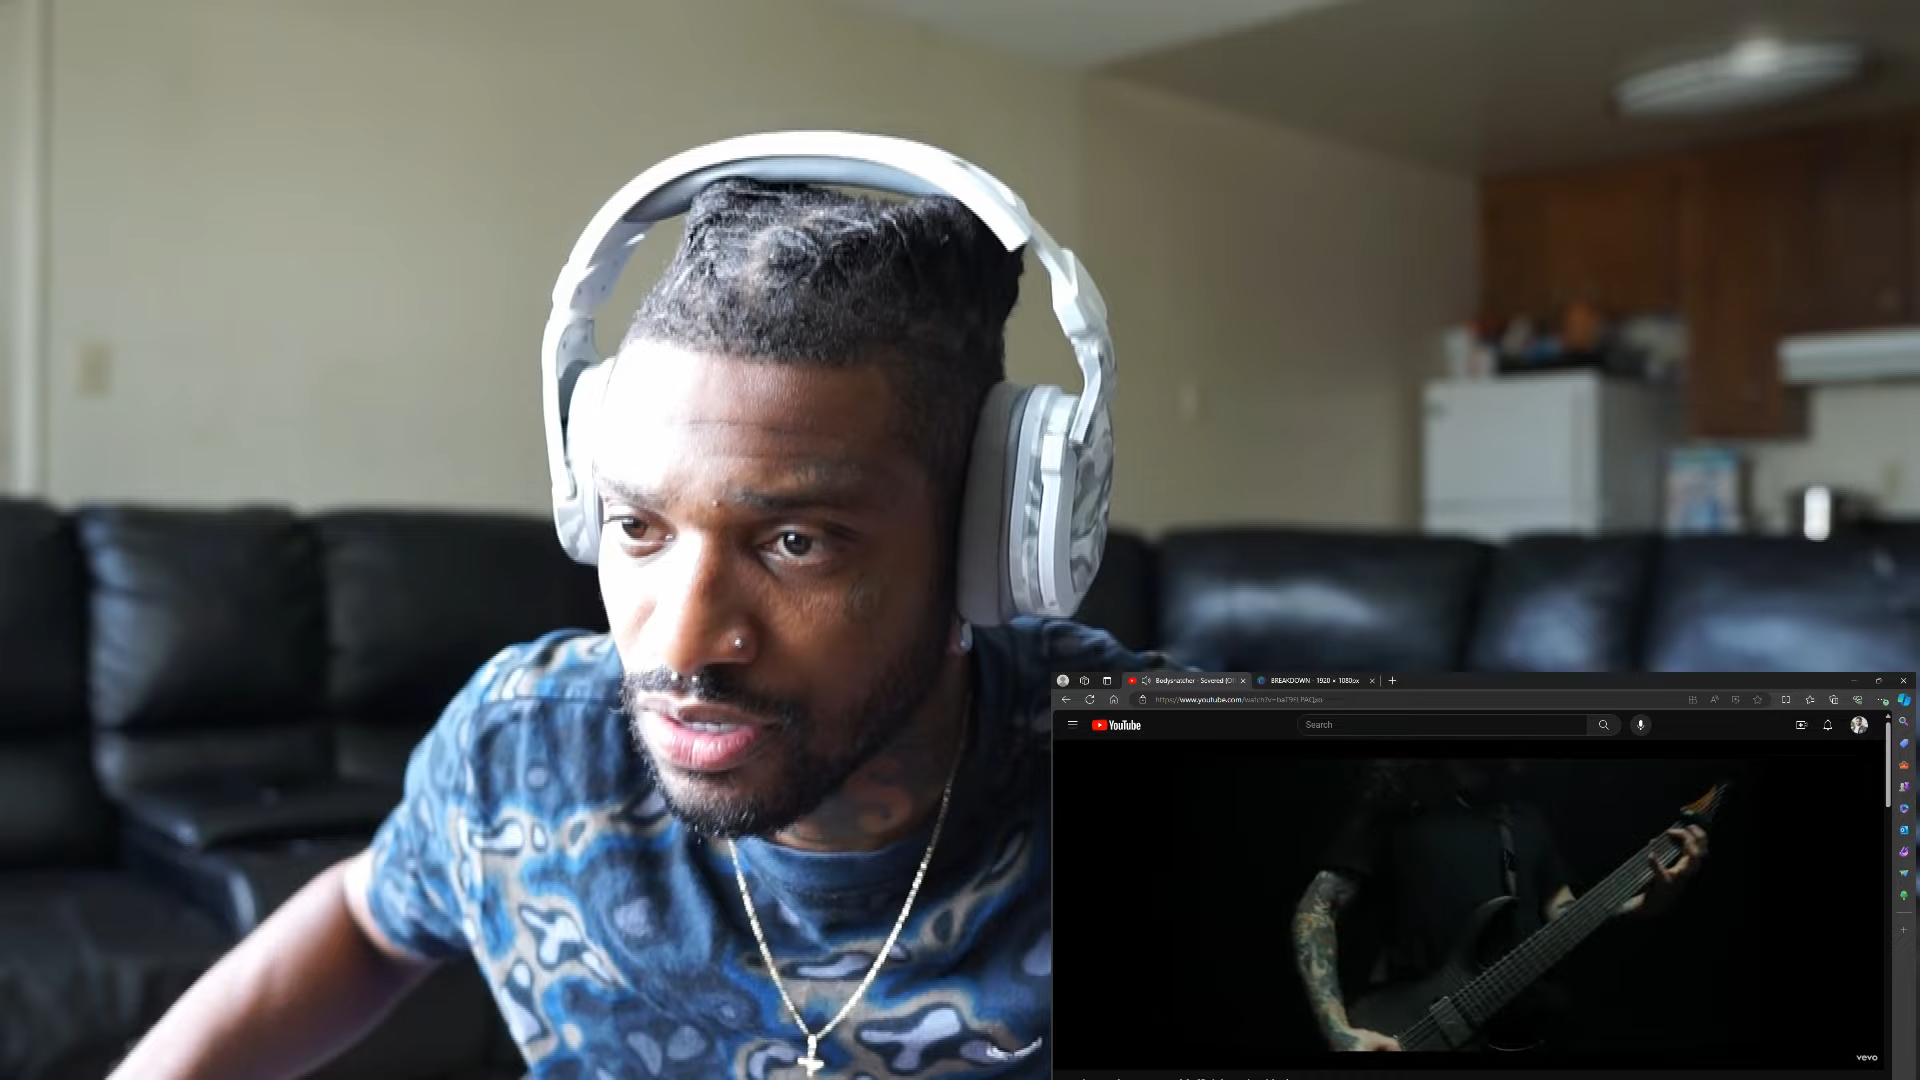 Bodysnatcher - Severed (Of
BREAKDOWN - 1920 × 1080px
https://www.youtube.com/watch?v=
YouTube
Search
vevo